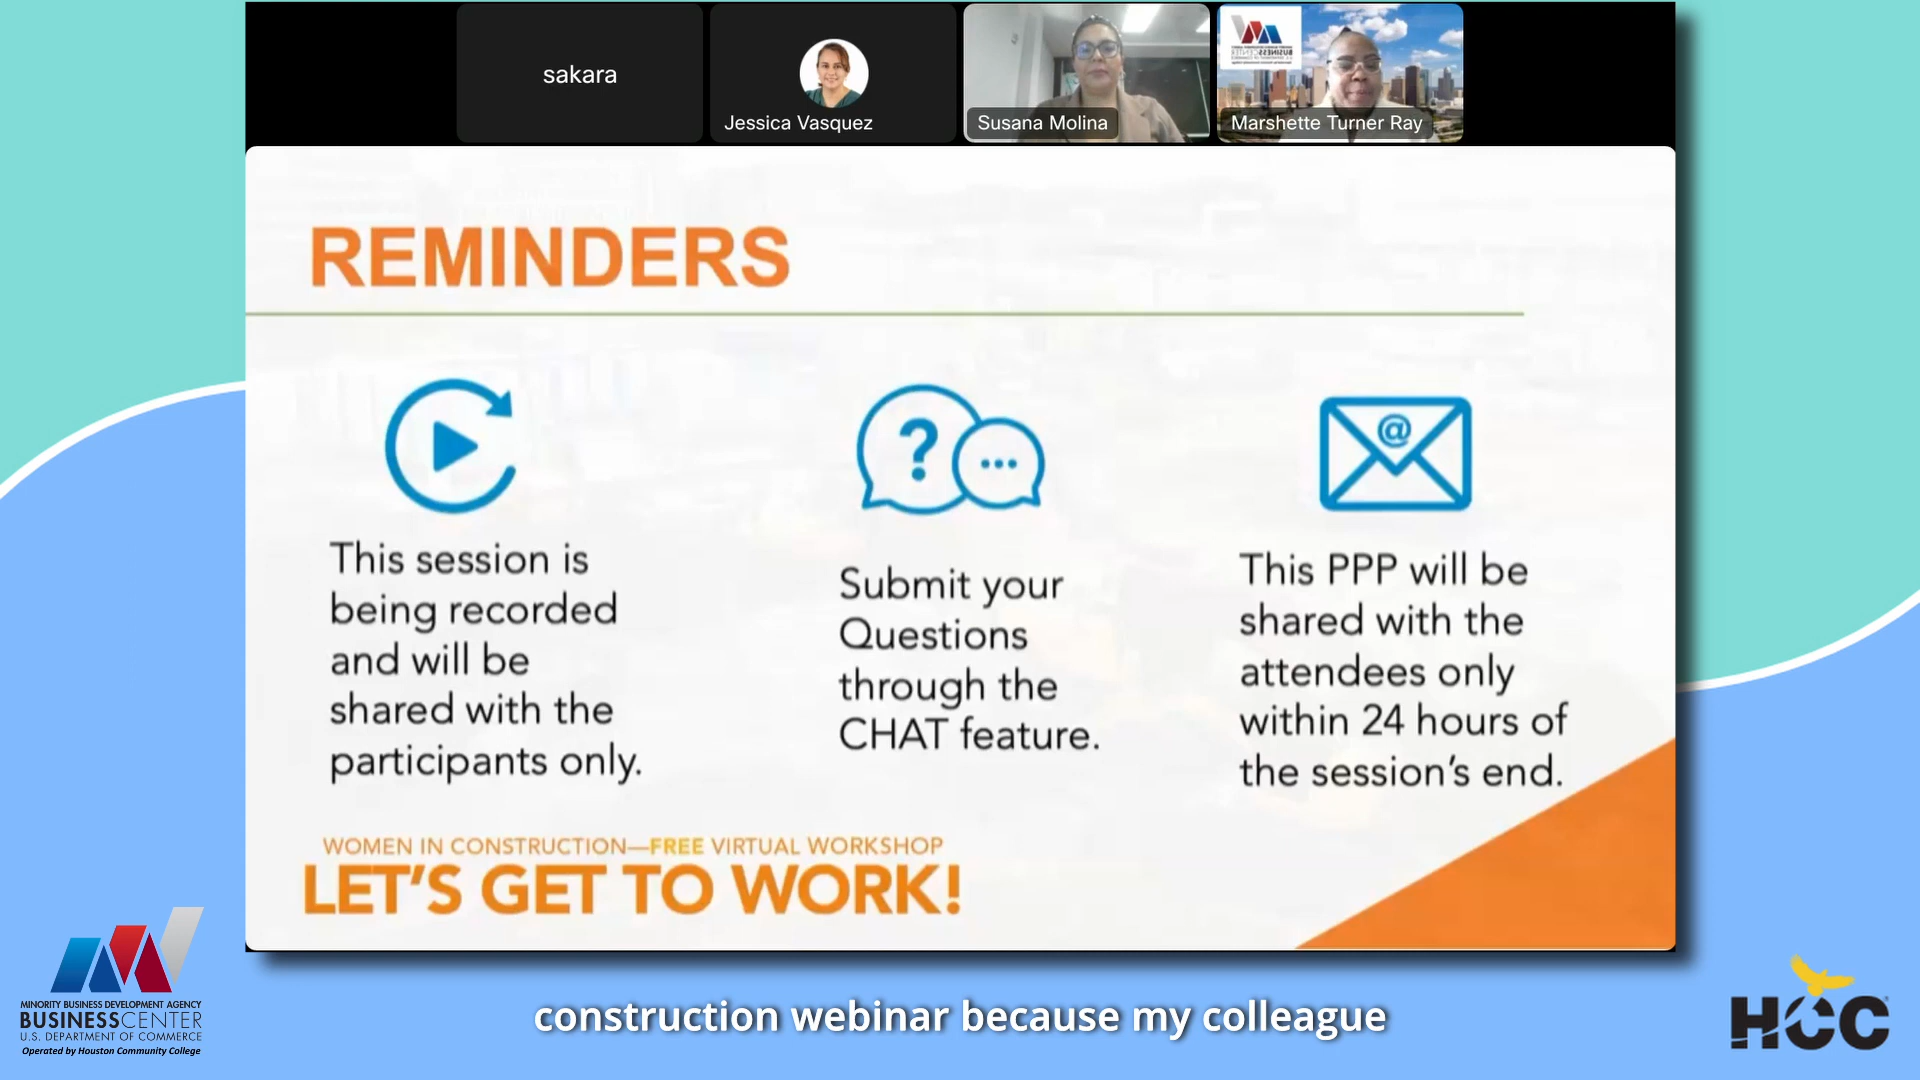 sakara
Jessica Vasquez
Susana Molina
Marshette Turner Ray
REMINDERS
This session is
being recorded
and will be
shared with the
participants only.
?
...
Submit your
Questions
through the
CHAT feature.
@
This PPP will be
shared with the
attendees only
within 24 hours of
the session's end.
WOMEN IN CONSTRUCTION—FREE VIRTUAL WORKSHOP
LET'S GET TO WORK!
MINORITY BUSINESS DEVELOPMENT AGENCY
BUSINESSCENTER
U.S. DEPARTMENT OF COMMERCE
Operated by Houston Community College
construction webinar because my colleague
HCC